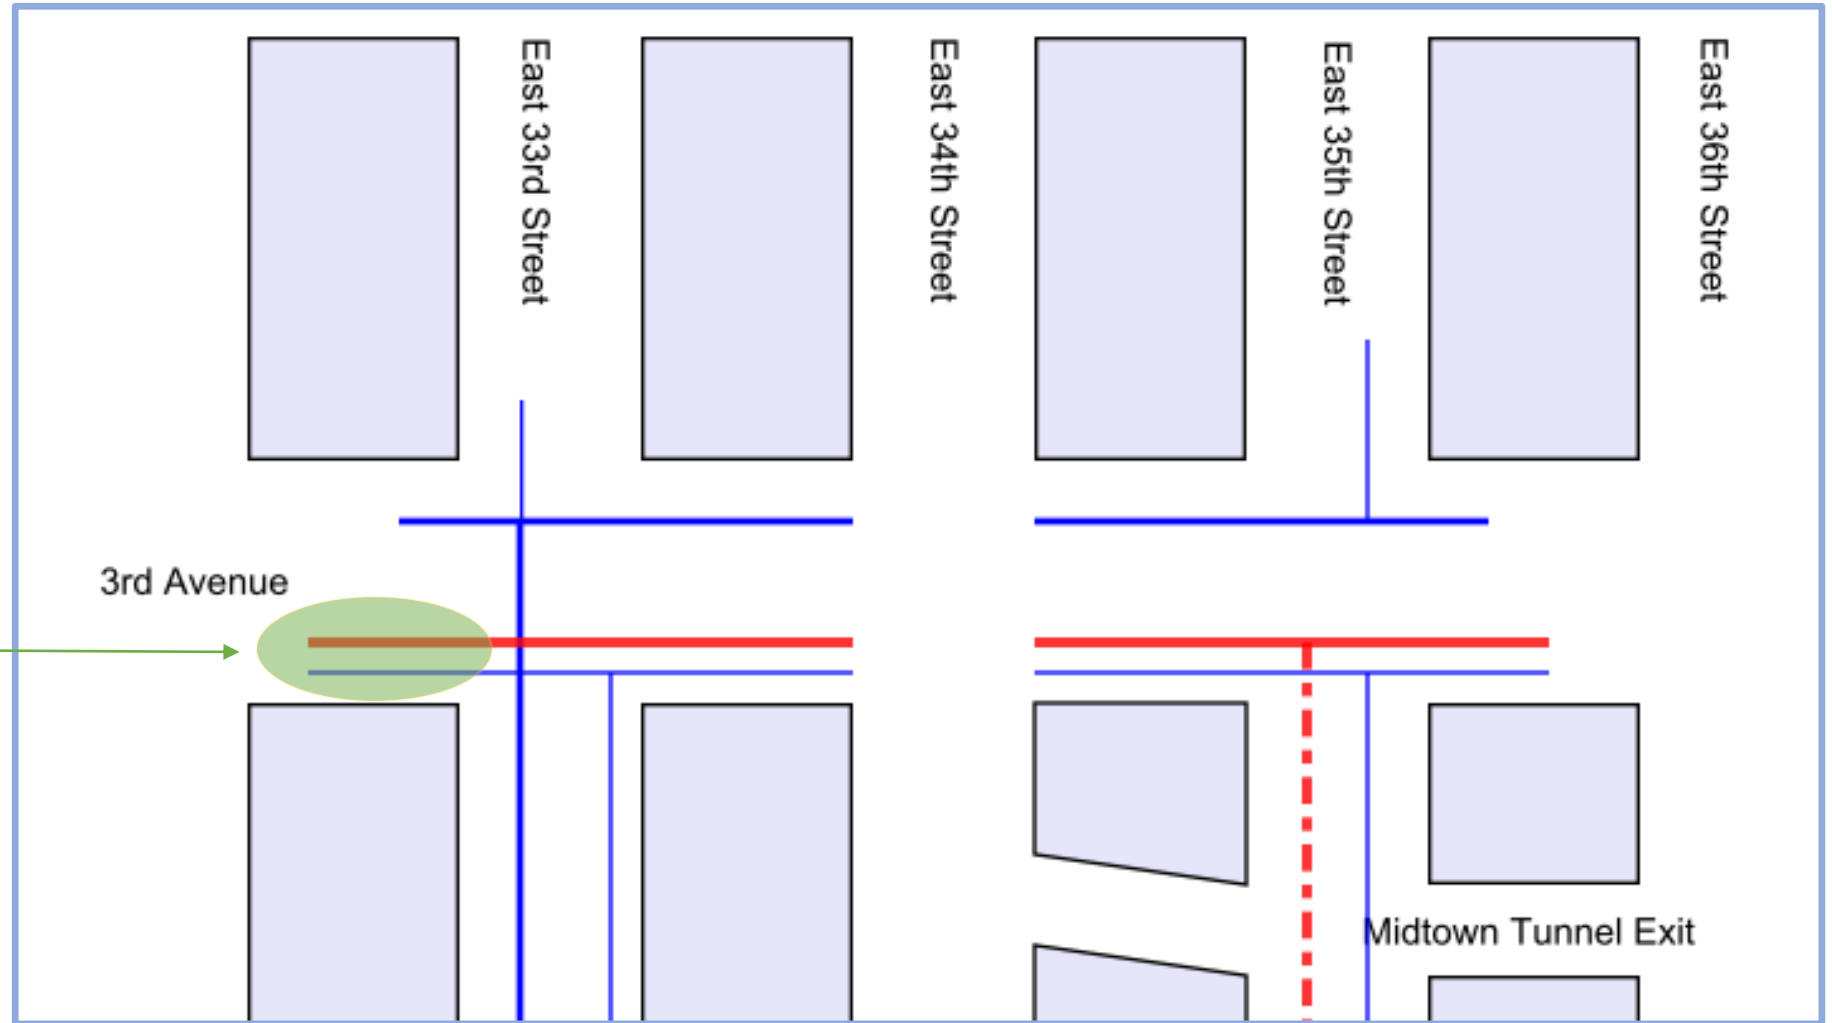 East 33rd Street
East 34th Street
East 35th Street
East 36th Street
3rd Avenue
Midtown Tunnel Exit